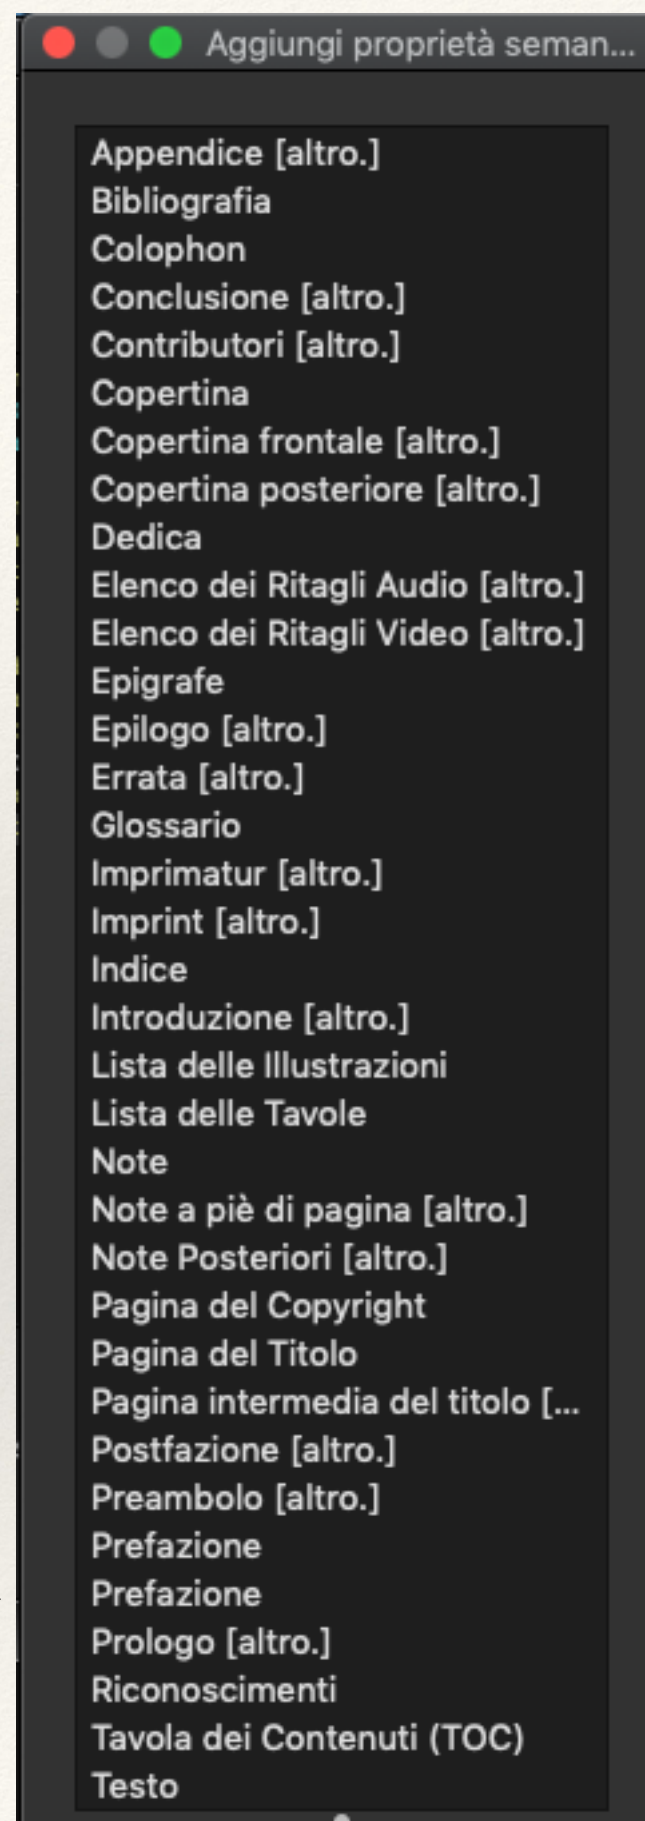 Aggiungi proprietà seman...
Appendice [altro.]
Bibliografia
Colophon
Conclusione [altro.]
Contributori [altro.]
Copertina
Copertina frontale [altro.]
Copertina posteriore [altro.]
Dedica
Elenco dei Ritagli Audio [altro.]
Elenco dei Ritagli Video [altro.]
Epigrafe
Epilogo [altro.]
Errata [altro.]
Glossario
Imprimatur [altro.]
Imprint [altro.]
Indice
Introduzione [altro.]
Lista delle Illustrazioni
Lista delle Tavole
Note
Note a piè di pagina [altro.]
Note Posteriori [altro.]
Pagina del Copyright
Pagina del Titolo
Pagina intermedia del titolo [...
Postfazione [altro.]
Preambolo [altro.]
Prefazione
Prefazione
Prologo [altro.]
Riconoscimenti
Tavola dei Contenuti (TOC)
Testo